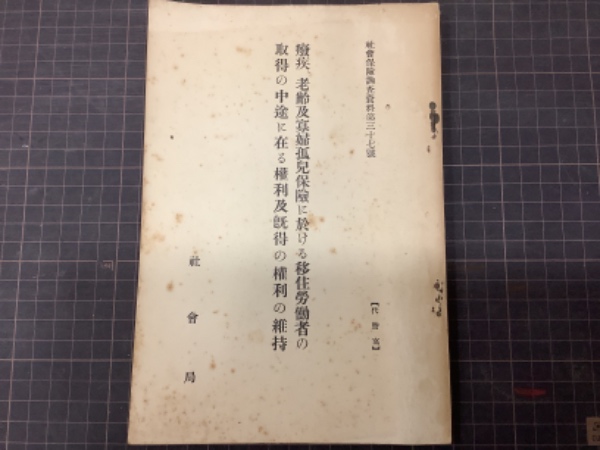 社會保險調査資料第三十七號
【代謄寫】
癈疾、老齡及寡婦孤兒保險に於ける移住勞働者の
取得の中途に在る權利及既得の權利の維持
社會局